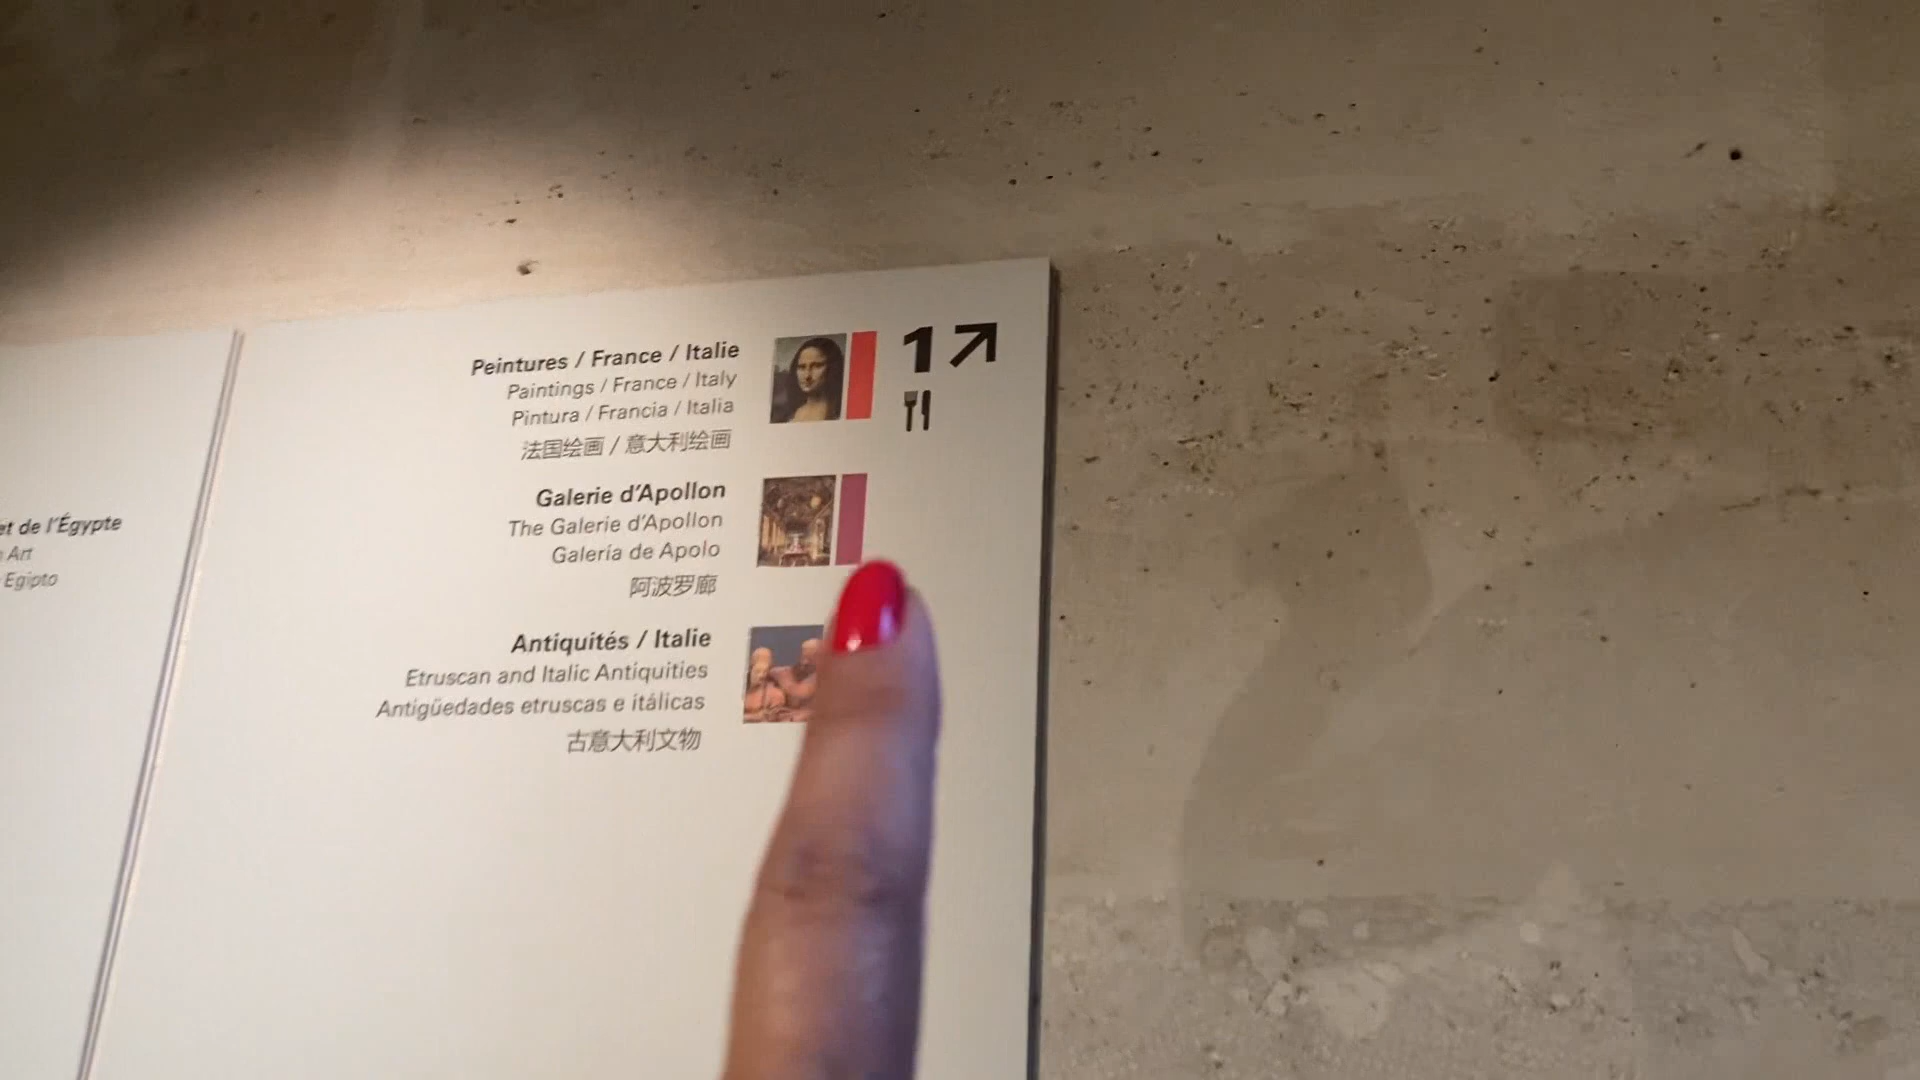 et de l'Égypte
Art
Egipto
Peintures / France / Italie
Paintings / France / Italy
Pintura / Francia / Italia
法国绘画 / 意大利绘画
1
Galerie d'Apollon
The Galerie d'Apollon
Galería de Apolo
阿波罗廊
Antiquités / Italie
Etruscan and Italic Antiquities
Antigüedades etruscas e itálicas
古意大利文物